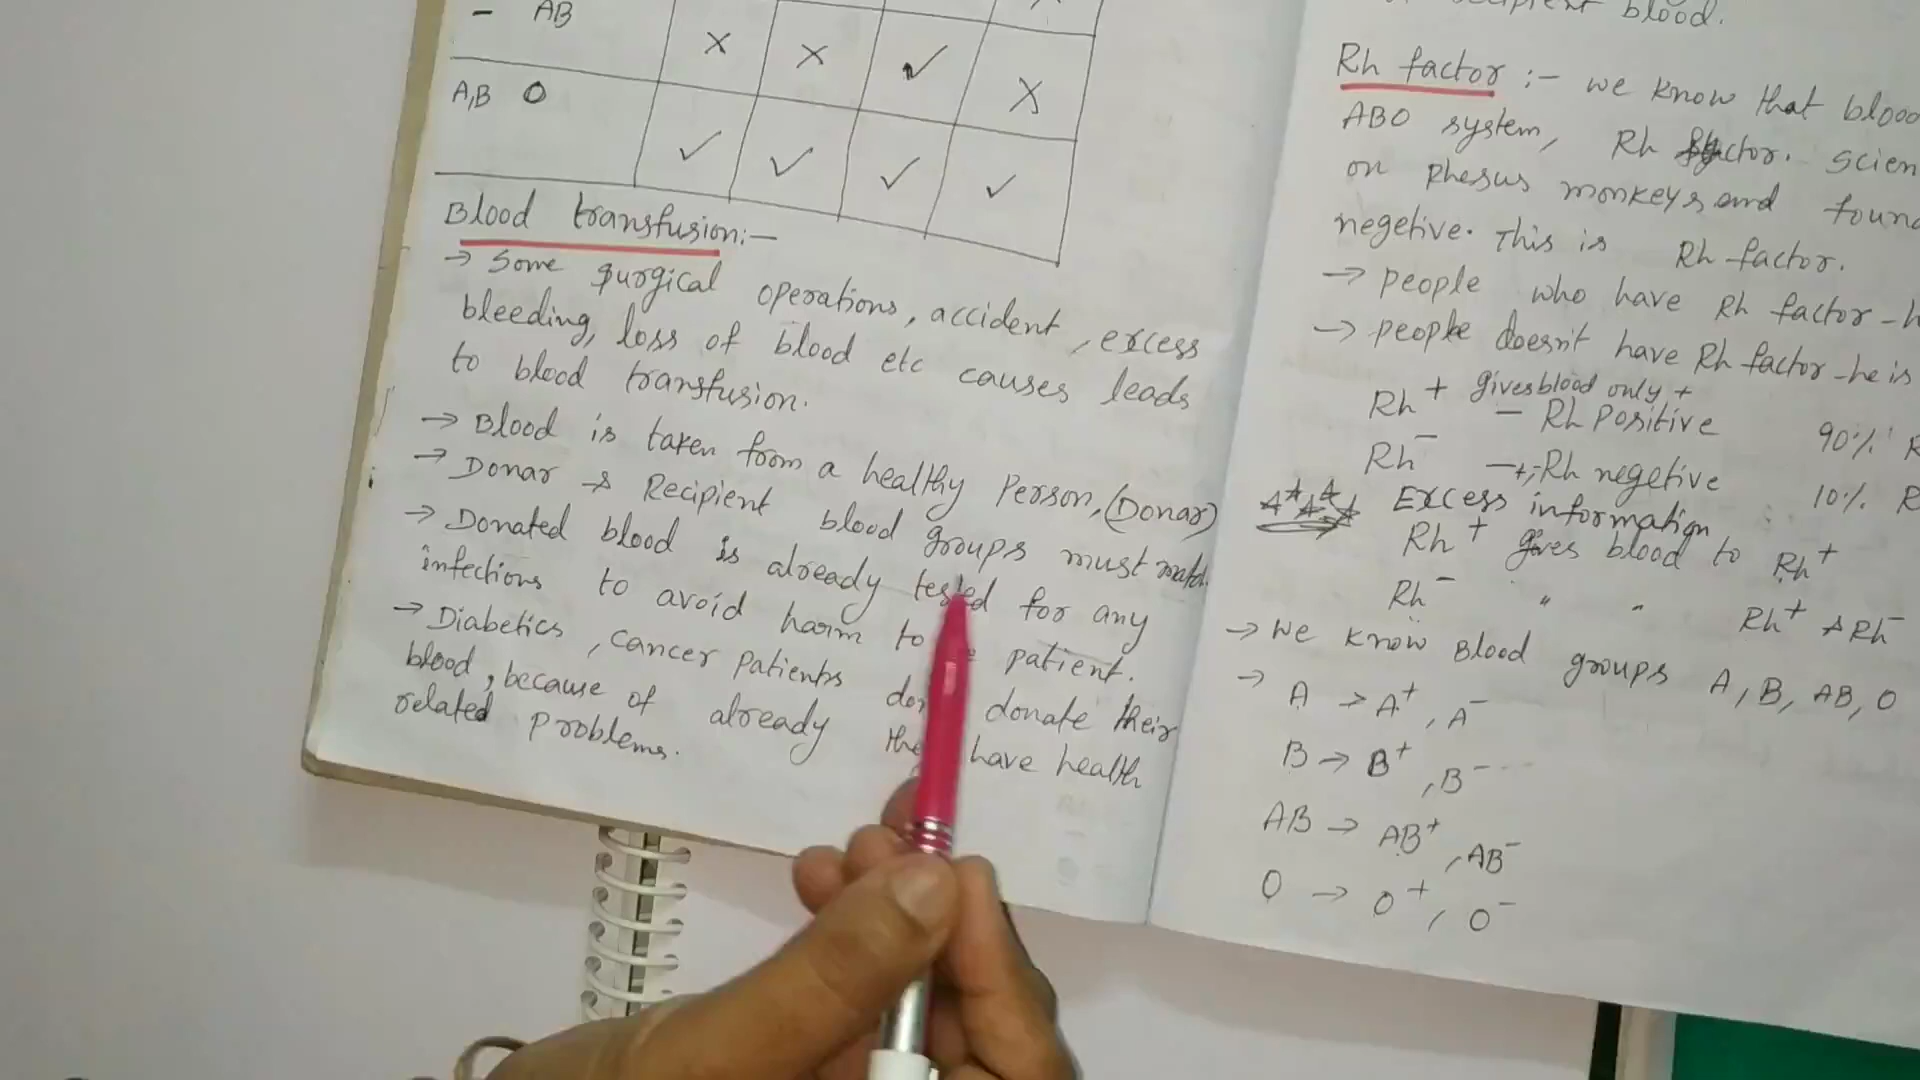 - AB
× × ✓ ×
A,B O
✓ ✓ ✓ ✓
Blood transfusion:-
→ Some surgical operations, accident, excess
bleeding, loss of blood etc causes leads
to blood transfusion.
→ Blood is taken from a healthy Person, (Donar)
→ Donar & Recipient blood groups must match
→ Donated blood is already tested for any
infections to avoid harm to patient.
→ Diabetics, cancer patients donate their
blood, because of already have health
related problems.
blood.
Rh factor :- we know that blood
ABO system, Rh factor. Scien
on Rhesus monkeys and found
negetive. This is Rh factor.
→ people who have Rh factor - h
→ people doesn't have Rh factor - he is
Rh+ gives blood only +
- Rh positive 90% R
Rh- - +,- Rh negetive 10% R
Excess information
Rh+ gives blood to Rh+
Rh- " " Rh+ & Rh-
→ We know Blood groups A, B, AB, O
→ A → A+, A-
B → B+, B-
AB → AB+, AB-
O → O+, O-